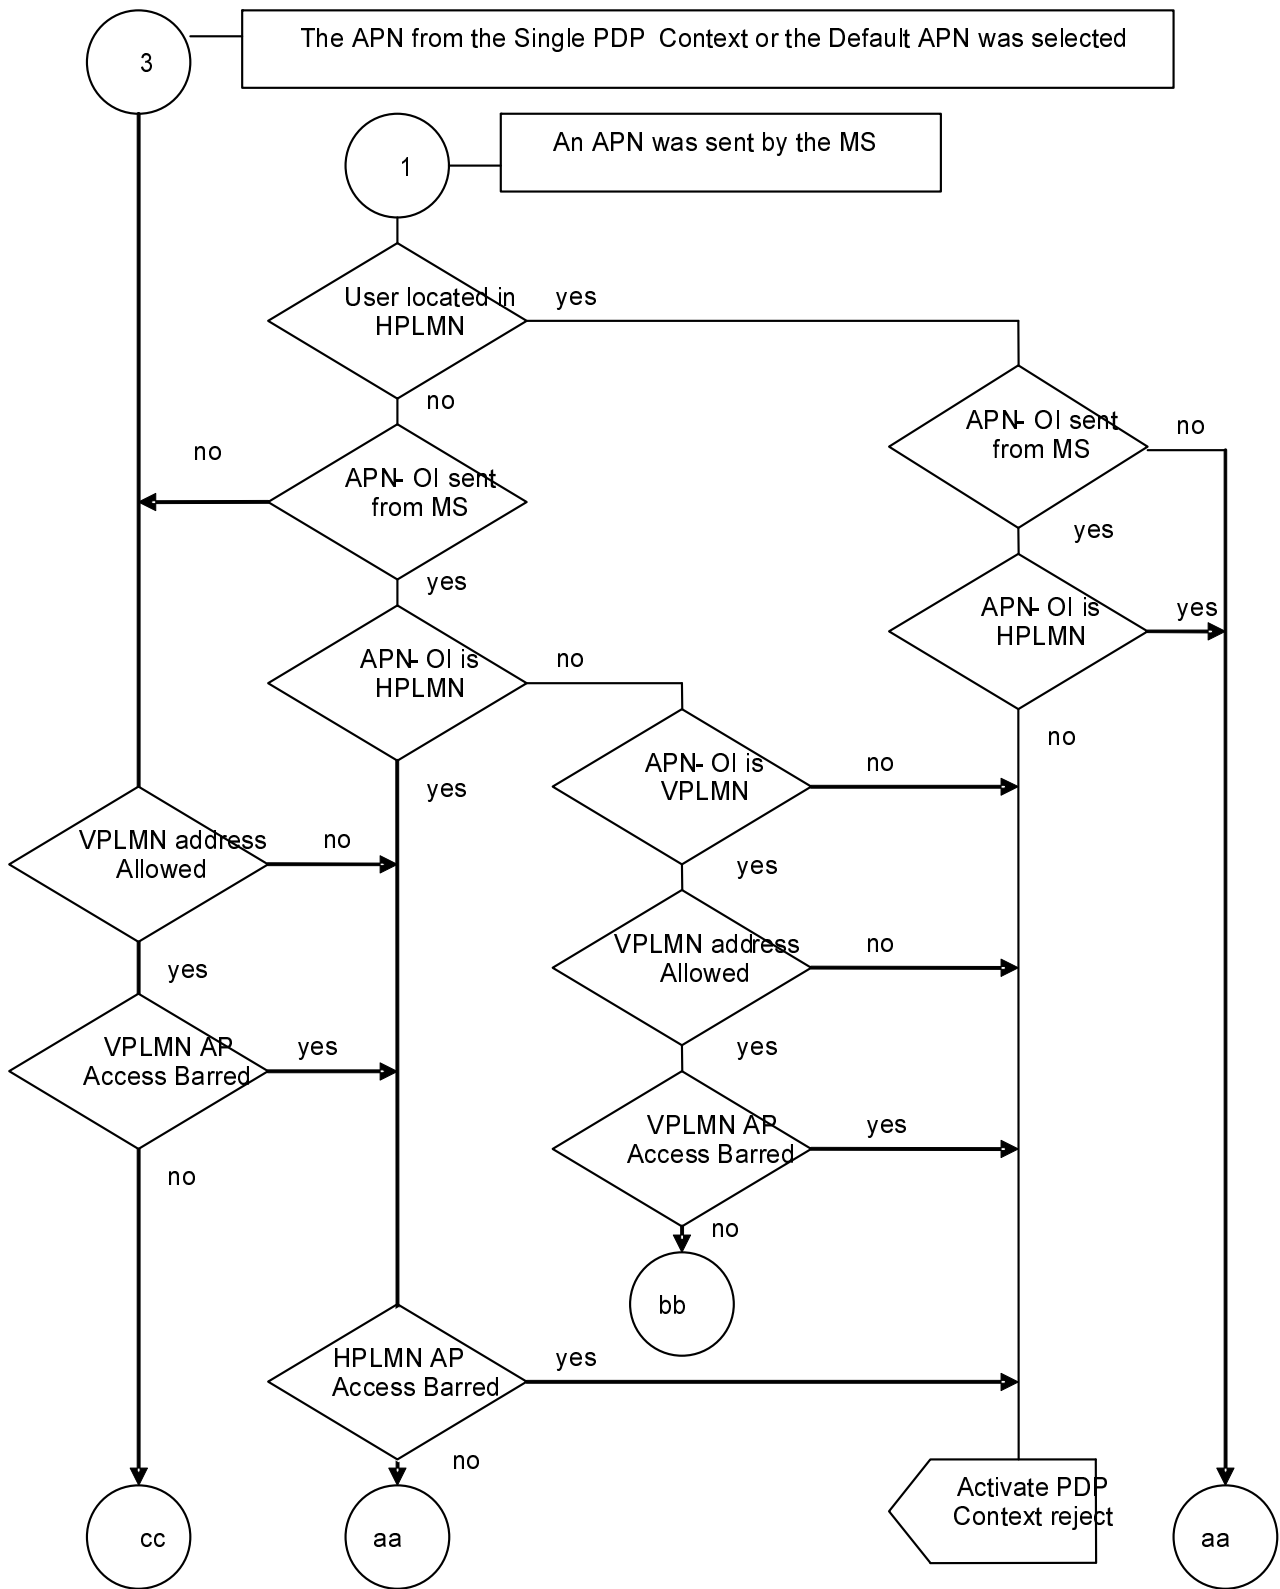 3
The APN from the Single PDP Context or the Default APN was selected
1
An APN was sent by the MS
User located in
HPLMN
yes
no
APN- OI sent
from MS
no
no
APN- OI sent
from MS
yes
yes
APN- OI is
HPLMN
yes
APN- OI is
HPLMN
no
no
APN- OI is
VPLMN
no
yes
VPLMN address
Allowed
no
yes
VPLMN address
Allowed
no
yes
VPLMN AP
Access Barred
yes
yes
VPLMN AP
Access Barred
yes
no
no
bb
HPLMN AP
Access Barred
yes
no
Activate PDP
Context reject
cc
aa
aa